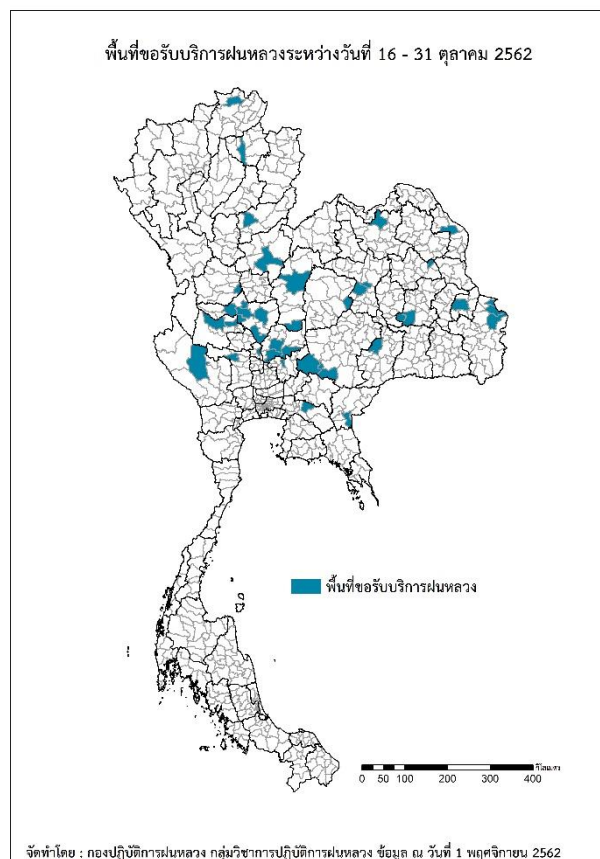 พื้นที่ขอรับบริการฝนหลวงระหว่างวันที่ 16 - 31 ตุลาคม 2562
พื้นที่ขอรับบริการฝนหลวง
กิโลเมตร
0 25 50 100 200 300 400
จัดทำโดย : กองปฏิบัติการฝนหลวง กลุ่มวิชาการปฏิบัติการฝนหลวง ข้อมูล ณ วันที่ 1 พฤศจิกายน 2562